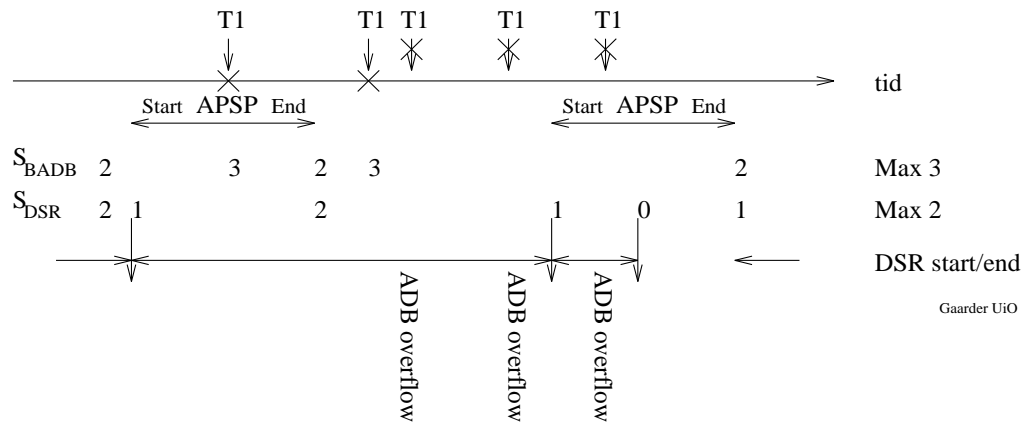 T1 T1 T1 T1 T1
tid
Start APSP End Start APSP End
S BADB 2 3 2 3 2 Max 3
S DSR 2 1 2 1 0 1 Max 2
DSR start/end
ADB overflow
ADB overflow
ADB overflow
Gaarder UiO